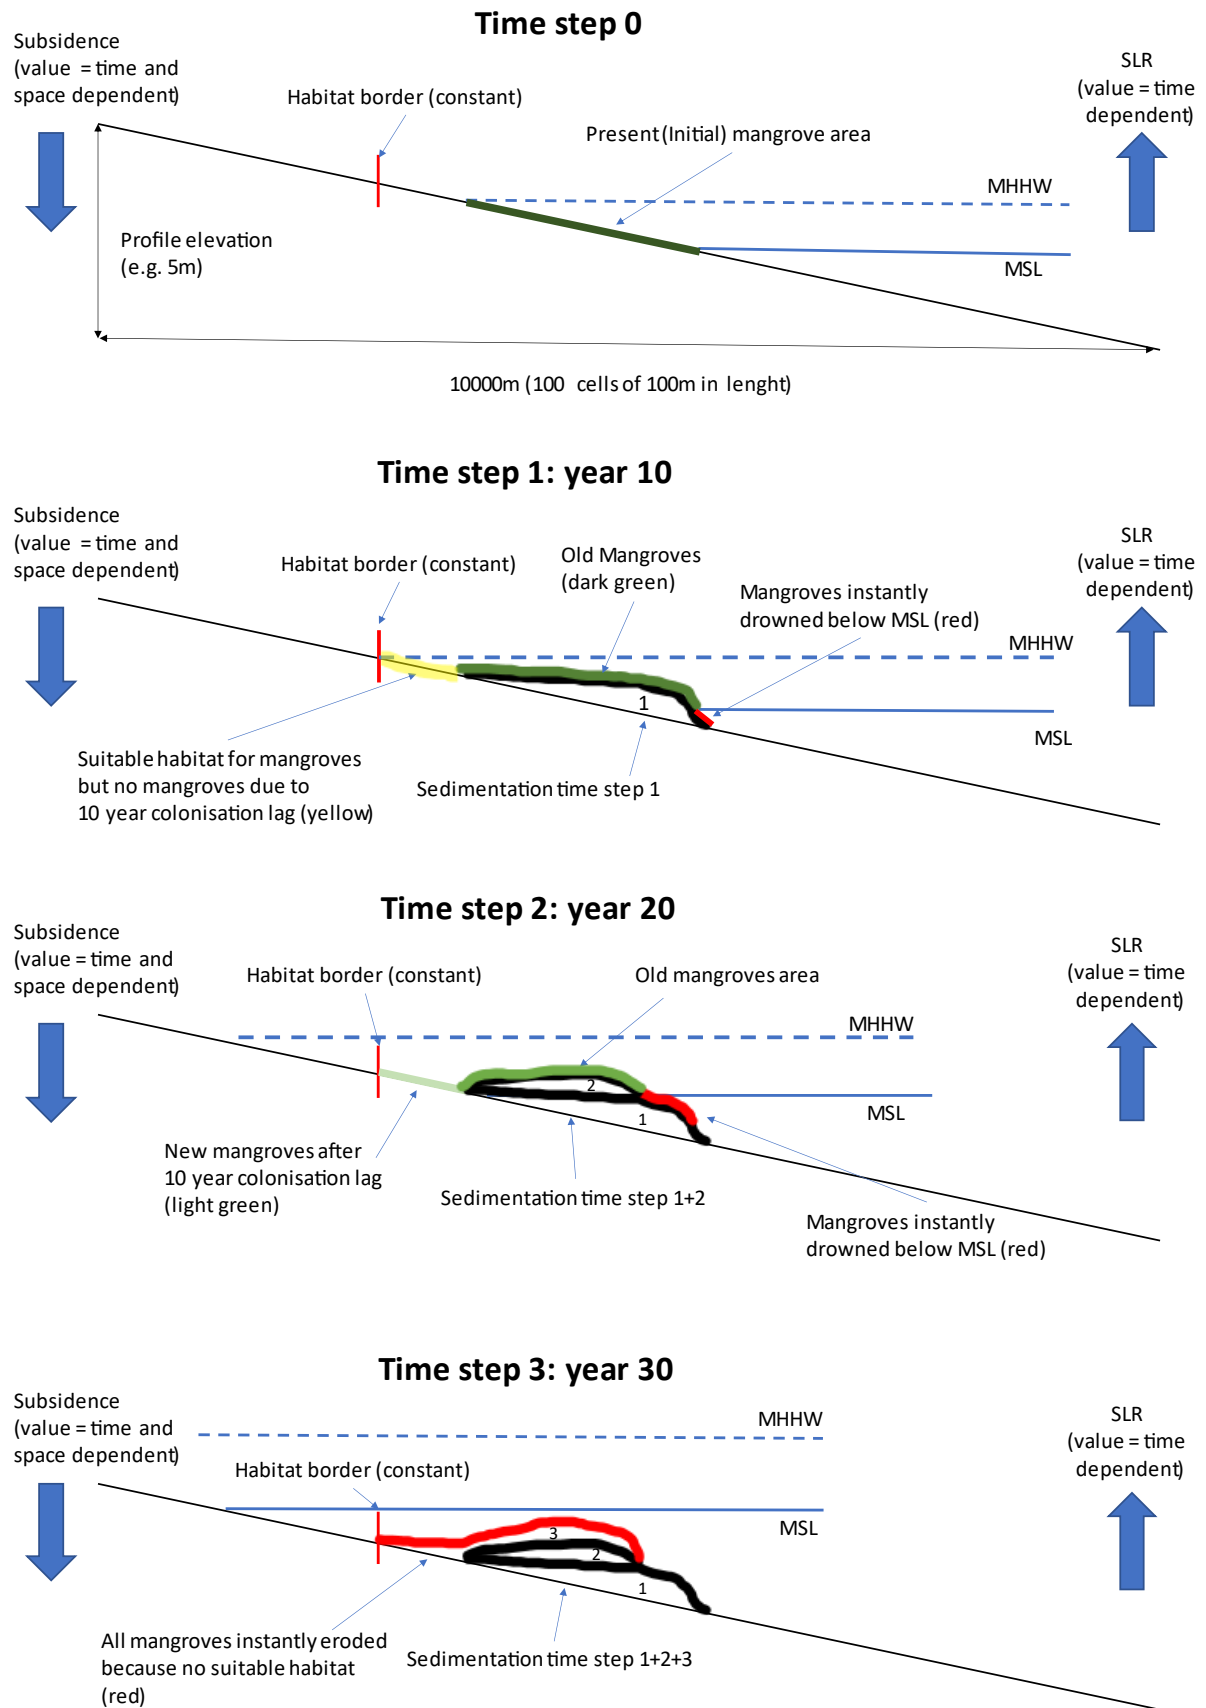 Time step 0
Subsidence
(value = time and
space dependent)
Habitat border (constant)
Present (Initial) mangrove area
SLR
(value = time
dependent)
MHHW
Profile elevation
(e.g. 5m)
MSL
10000m (100 cells of 100m in lenght)
Time step 1: year 10
Subsidence
(value = time and
space dependent)
Habitat border (constant)
Old Mangroves
(dark green)
Mangroves instantly
drowned below MSL (red)
SLR
(value = time
dependent)
MHHW
1
MSL
Suitable habitat for mangroves
but no mangroves due to
10 year colonisation lag (yellow)
Sedimentation time step 1
Time step 2: year 20
Subsidence
(value = time and
space dependent)
Habitat border (constant)
Old mangroves area
SLR
(value = time
dependent)
MHHW
2
MSL
1
New mangroves after
10 year colonisation lag
(light green)
Sedimentation time step 1+2
Mangroves instantly
drowned below MSL (red)
Time step 3: year 30
Subsidence
(value = time and
space dependent)
MHHW
SLR
(value = time
dependent)
Habitat border (constant)
MSL
3
2
1
All mangroves instantly eroded
because no suitable habitat
(red)
Sedimentation time step 1+2+3